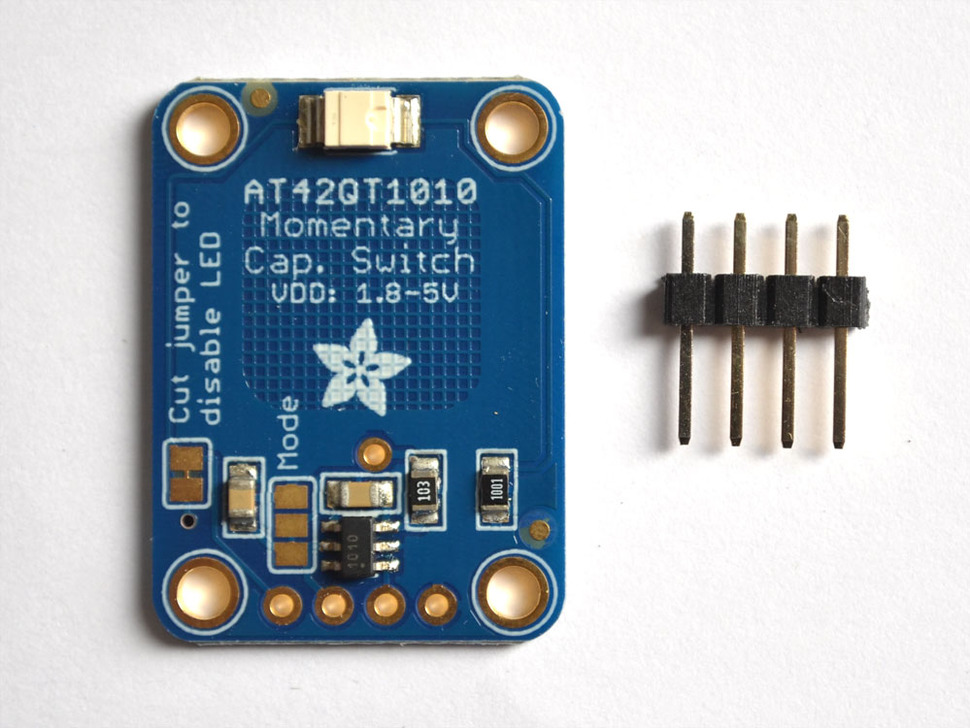 AT42QT1010
Momentary
Cap. Switch
VDD: 1.8-5V
Cut jumper to
disable LED
Mode
103
1001
1010